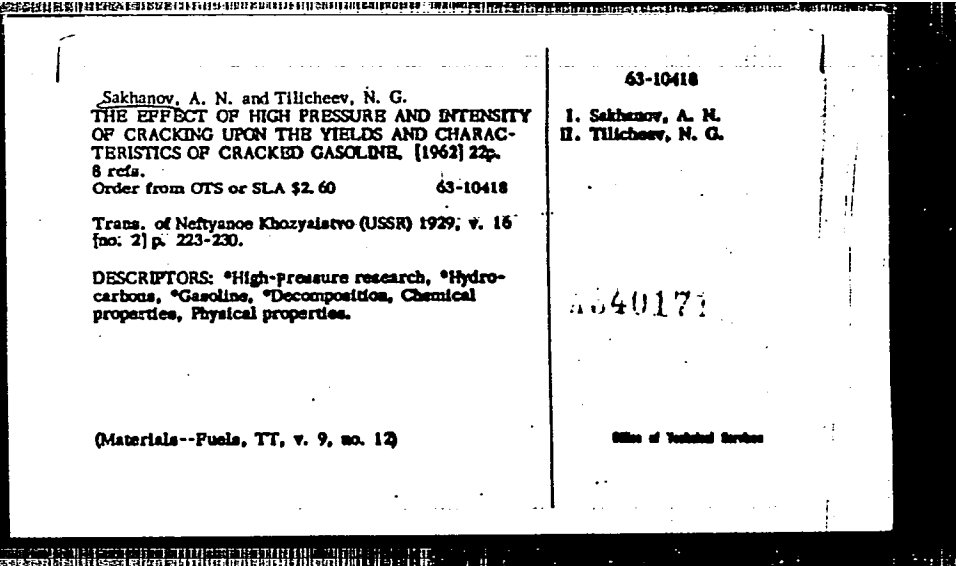 Sakhanov, A. N. and Tilicheev, N. G.
THE EFFECT OF HIGH PRESSURE AND INTENSITY
OF CRACKING UPON THE YIELDS AND CHARAC-
TERISTICS OF CRACKED GASOLINE. [1962] 22p.
8 refs.
Order from OTS or SLA $2.60 63-10418
Trans. of Neftyanoe Khozyaistvo (USSR) 1929, v. 16
[no. 2] p. 223-230.
DESCRIPTORS: *High-pressure research, *Hydro-
carbons, *Gasoline, *Decomposition, Chemical
properties, Physical properties.
(Materials--Fuels, TT, v. 9, no. 12)
63-10418
I. Sakhanov, A. N.
II. Tilicheev, N. G.
Office of Technical Services